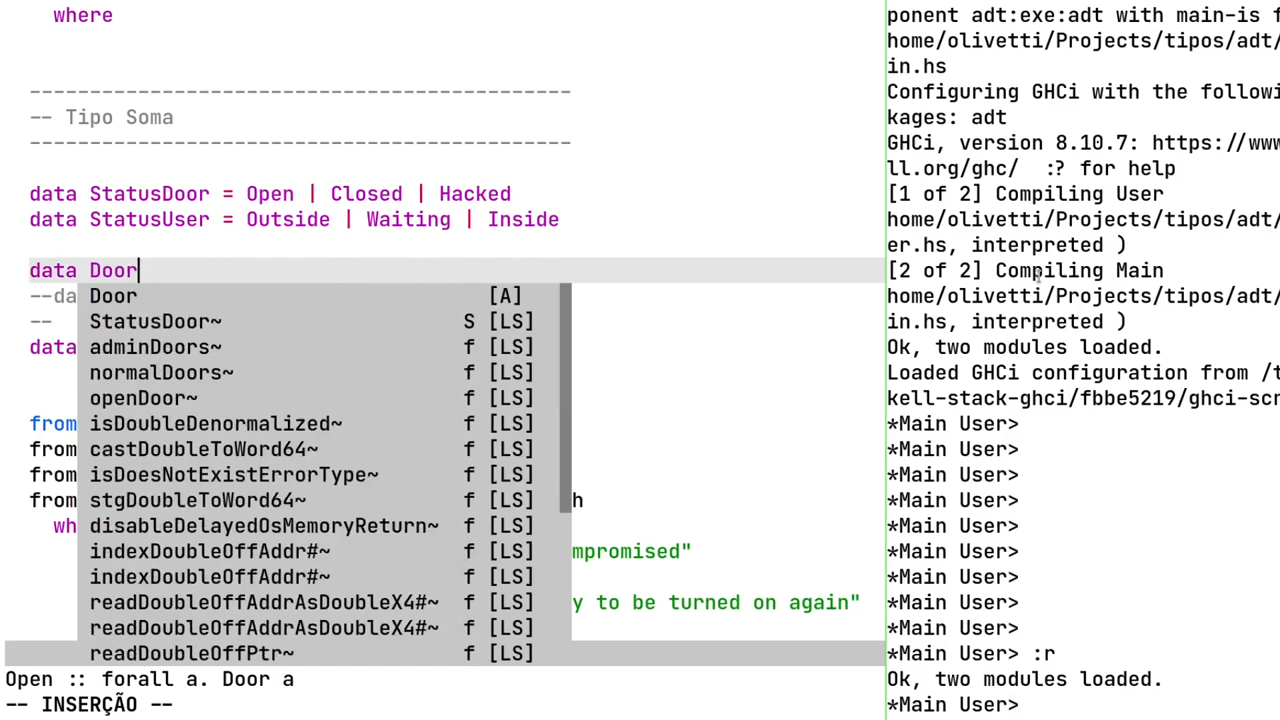 where
-- Tipo Soma
data StatusDoor = Open | Closed | Hacked
data StatusUser = Outside | Waiting | Inside
data Door
--da
--
data
from
from
from
from h
wh
mpromised"
y to be turned on again"
Door [A]
StatusDoor~ S [LS]
adminDoors~ f [LS]
normalDoors~ f [LS]
openDoor~ f [LS]
isDoubleDenormalized~ f [LS]
castDoubleToWord64~ f [LS]
isDoesNotExistErrorType~ f [LS]
stgDoubleToWord64~ f [LS]
disableDelayedOsMemoryReturn~ f [LS]
indexDoubleOffAddr#~ f [LS]
indexDoubleOffAddr#~ f [LS]
readDoubleOffAddrAsDoubleX4#~ f [LS]
readDoubleOffAddrAsDoubleX4#~ f [LS]
readDoubleOffPtr~ f [LS]
Open :: forall a. Door a
-- INSERÇÃO --
ponent adt:exe:adt with main-is f
home/olivetti/Projects/tipos/adt/
in.hs
Configuring GHCi with the followi
kages: adt
GHCi, version 8.10.7: https://www
ll.org/ghc/  :? for help
[1 of 2] Compiling User
home/olivetti/Projects/tipos/adt/
er.hs, interpreted )
[2 of 2] Compiling Main
home/olivetti/Projects/tipos/adt/
in.hs, interpreted )
Ok, two modules loaded.
Loaded GHCi configuration from /t
kell-stack-ghci/fbbe5219/ghci-scr
*Main User>
*Main User>
*Main User>
*Main User>
*Main User>
*Main User>
*Main User>
*Main User>
*Main User>
*Main User> :r
Ok, two modules loaded.
*Main User>